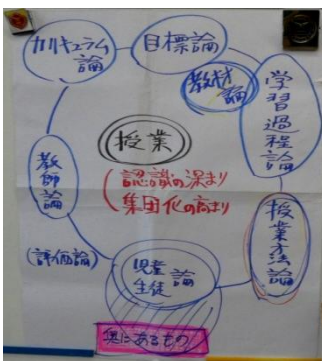 カリキュラム
論
目標論
教材
論
学習過程論
授業
認識の深まり
集団化の高まり
教師論
授業方法論
(評価論)
児童
生徒
論
奥にあるもの